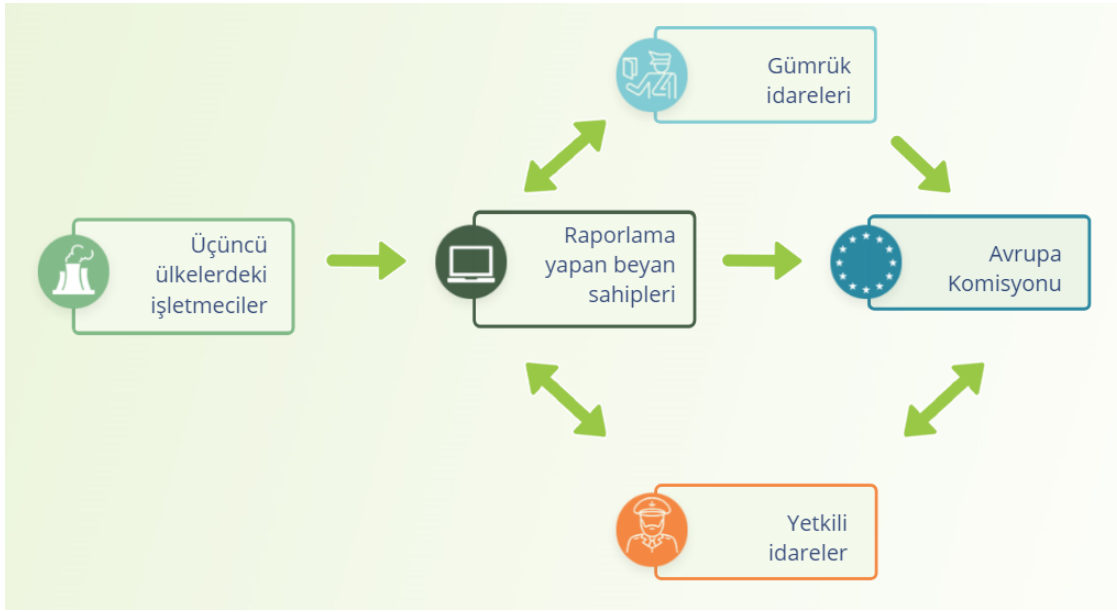 Gümrük
idareleri
Üçüncü
ülkelerdeki
işletmeciler
Raporlama
yapan beyan
sahipleri
Avrupa
Komisyonu
Yetkili
idareler